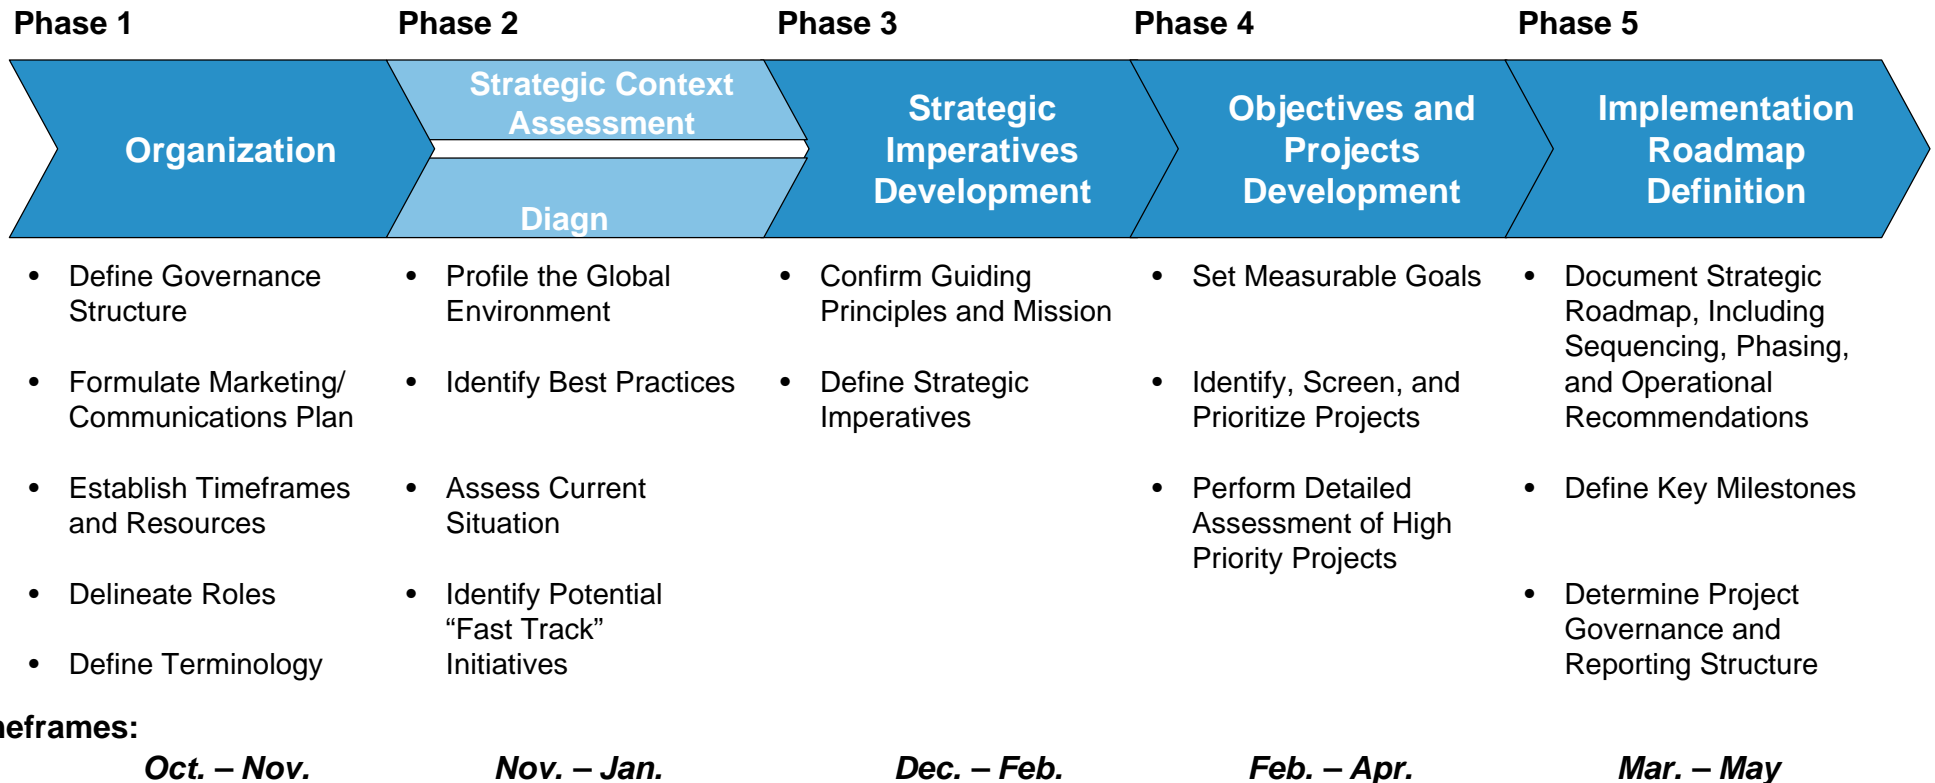 Phase 1
Phase 2
Phase 3
Phase 4
Phase 5
Organization
Strategic Context
Assessment
Diagn
Strategic
Imperatives
Development
Objectives and
Projects
Development
Implementation
Roadmap
Definition
• Define Governance
Structure
• Formulate Marketing/
Communications Plan
• Establish Timeframes
and Resources
• Delineate Roles
• Define Terminology
• Profile the Global
Environment
• Identify Best Practices
• Assess Current
Situation
• Identify Potential
“Fast Track”
Initiatives
• Confirm Guiding
Principles and Mission
• Define Strategic
Imperatives
• Set Measurable Goals
• Identify, Screen, and
Prioritize Projects
• Perform Detailed
Assessment of High
Priority Projects
• Document Strategic
Roadmap, Including
Sequencing, Phasing,
and Operational
Recommendations
• Define Key Milestones
• Determine Project
Governance and
Reporting Structure
neframes:
Oct. – Nov.
Nov. – Jan.
Dec. – Feb.
Feb. – Apr.
Mar. – May